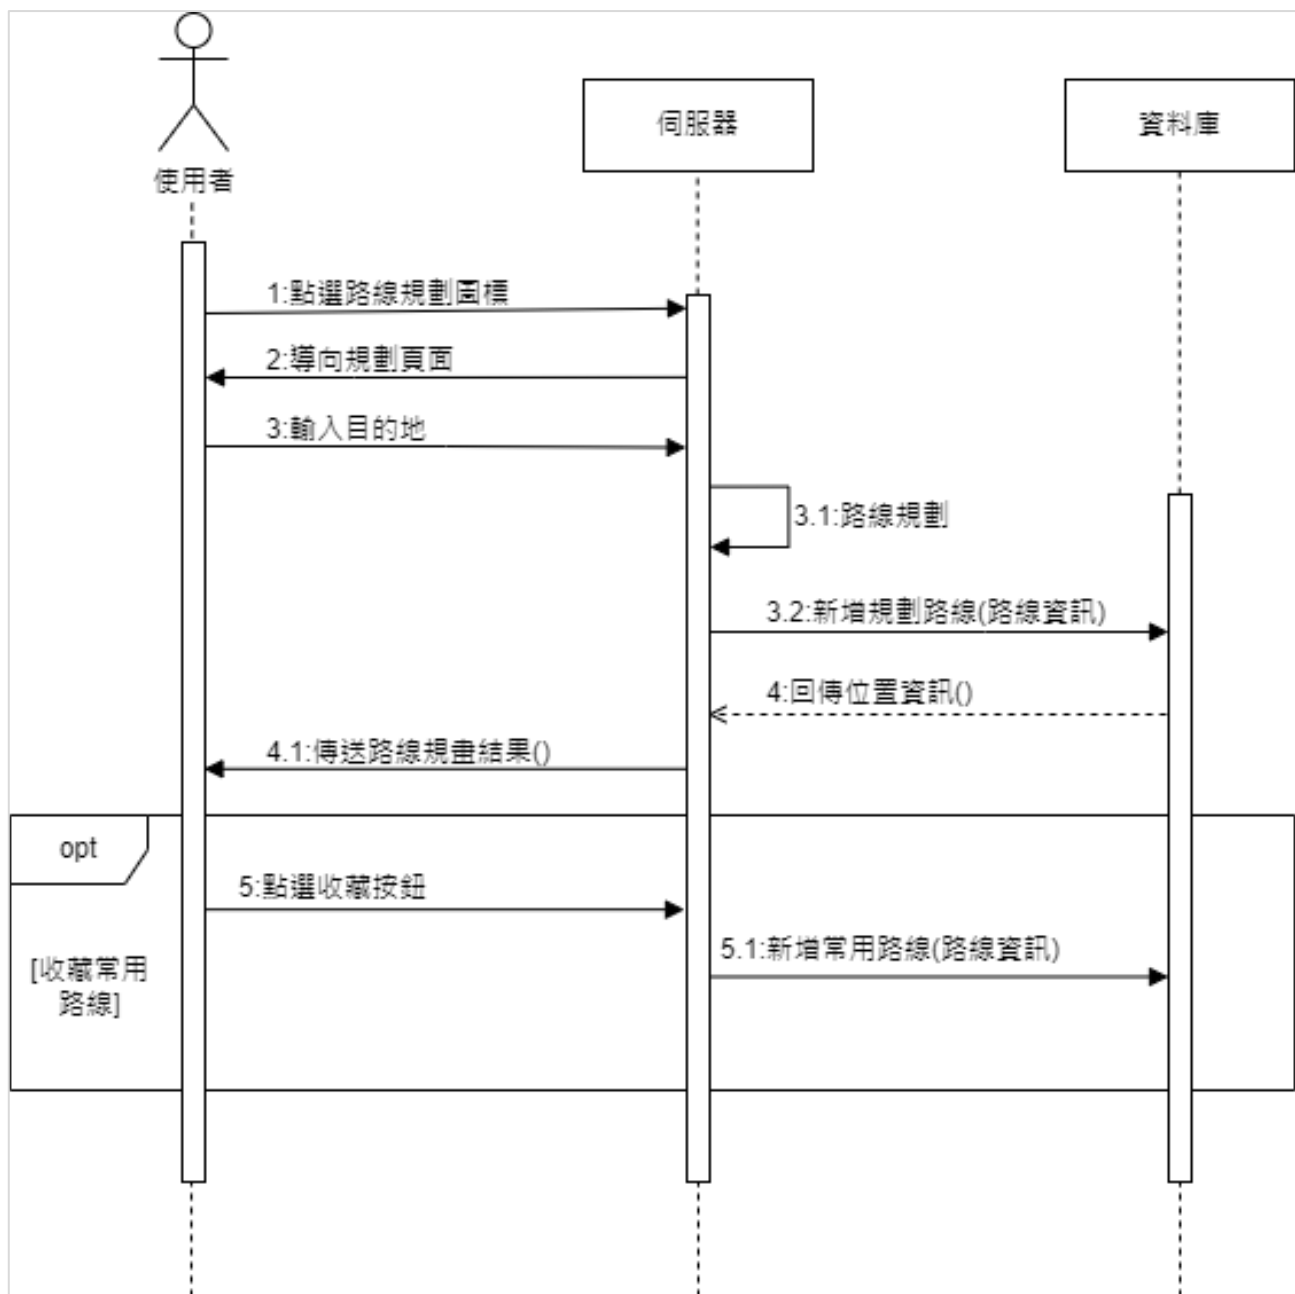 使用者
伺服器
資料庫
1:點選路線規劃圖標
2:導向規劃頁面
3:輸入目的地
3.1:路線規劃
3.2:新增規劃路線(路線資訊)
4:回傳位置資訊()
4.1:傳送路線規畫結果()
opt
5:點選收藏按鈕
5.1:新增常用路線(路線資訊)
[收藏常用
路線]